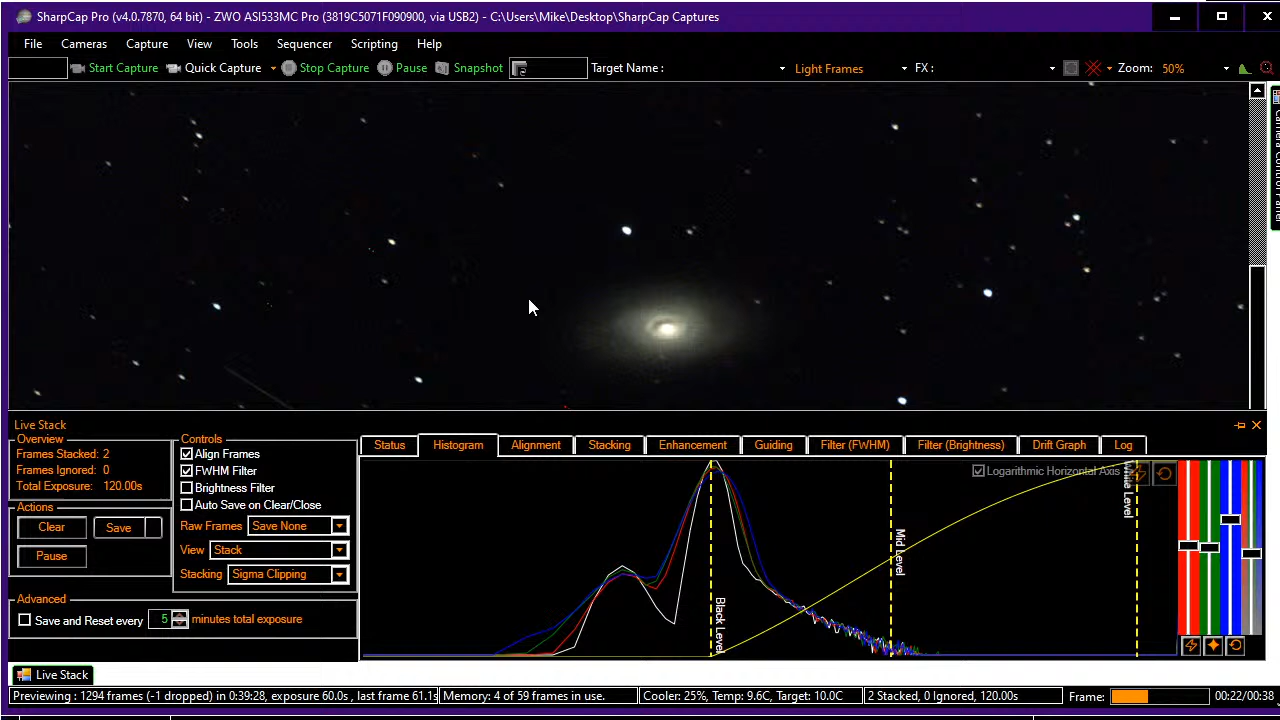 SharpCap Pro (v4.0.7870, 64 bit) - ZWO ASI533MC Pro (3819C5071F090900, via USB2) - C:\Users\Mike\Desktop\SharpCap Captures
File Cameras Capture View Tools Sequencer Scripting Help
Start Capture Quick Capture Stop Capture Pause Snapshot Target Name : Light Frames FX : Zoom: 50%
Live Stack
Overview
Frames Stacked: 2
Frames Ignored: 0
Total Exposure: 120.00s
Actions
Clear Save
Pause
Controls
Align Frames
FWHM Filter
Brightness Filter
Auto Save on Clear/Close
Raw Frames Save None
View Stack
Stacking Sigma Clipping
Advanced
Save and Reset every 5 minutes total exposure
Status Histogram Alignment Stacking Enhancement Guiding Filter (FWHM) Filter (Brightness) Drift Graph Log
Logarithmic Horizontal Axis
Black Level
Mid Level
White Level
Live Stack
Previewing : 1294 frames (-1 dropped) in 0:39:28, exposure 60.0s, last frame 61.1s Memory: 4 of 59 frames in use. Cooler: 25%, Temp: 9.6C, Target: 10.0C 2 Stacked, 0 Ignored, 120.00s Frame: 00:22/00:38